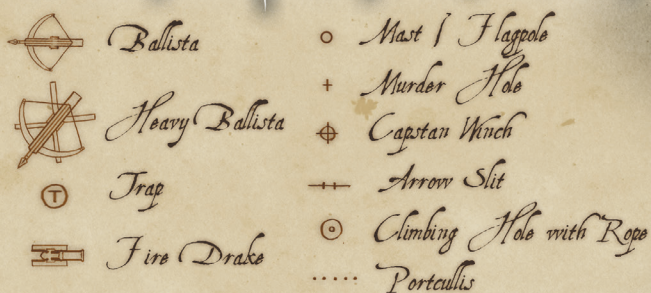 Ballista
Heavy Ballista
T
Trap
Fire Drake
Mast / Flagpole
Murder Hole
Capstan Winch
Arrow Slit
Climbing Hole with Rope
Portcullis